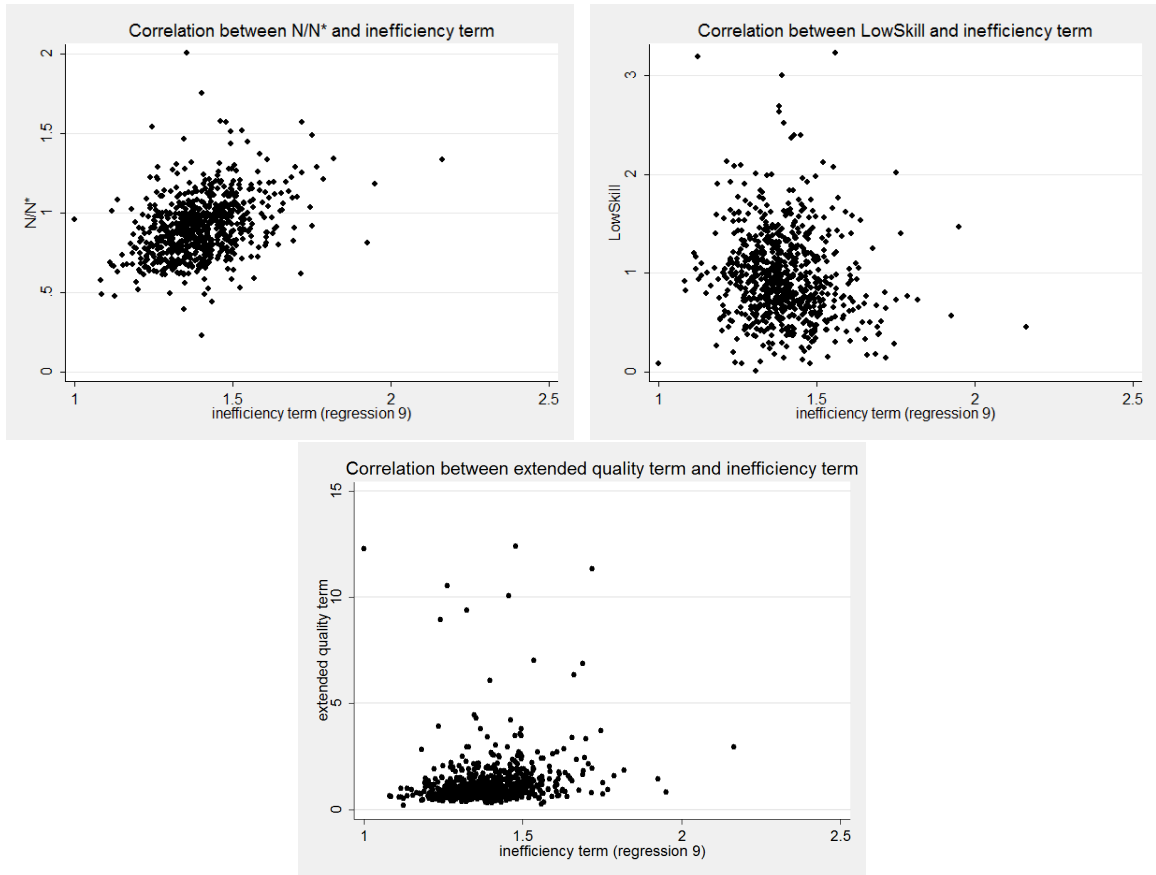 Correlation between N/N* and inefficiency term
N/N*
2
1.5
1
.5
0
1 1.5 2 2.5
inefficiency term (regression 9)
Correlation between LowSkill and inefficiency term
LowSkill
3
2
1
0
1 1.5 2 2.5
inefficiency term (regression 9)
Correlation between extended quality term and inefficiency term
extended quality term
15
10
5
0
1 1.5 2 2.5
inefficiency term (regression 9)